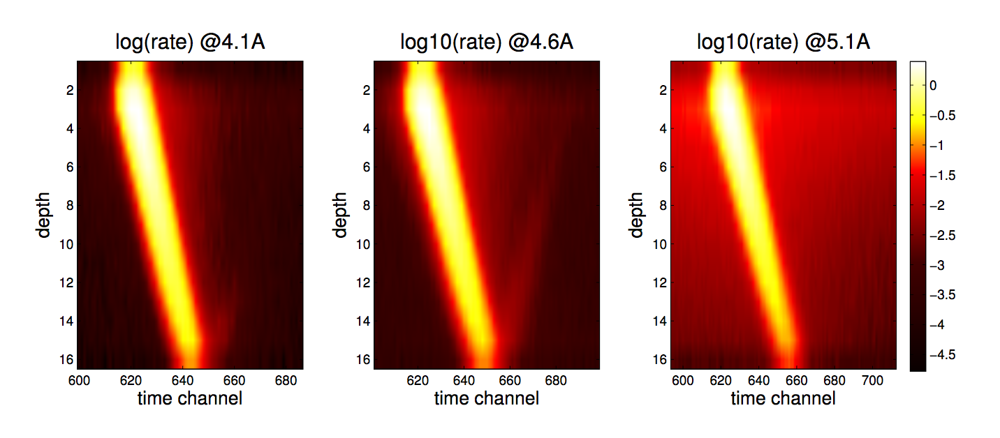 log(rate) @4.1A
log10(rate) @4.6A
log10(rate) @5.1A
depth
2
4
6
8
10
12
14
16
600 620 640 660 680
time channel
depth
2
4
6
8
10
12
14
16
620 640 660 680
time channel
depth
2
4
6
8
10
12
14
16
600 620 640 660 680 700
time channel
0
−0.5
−1
−1.5
−2
−2.5
−3
−3.5
−4
−4.5